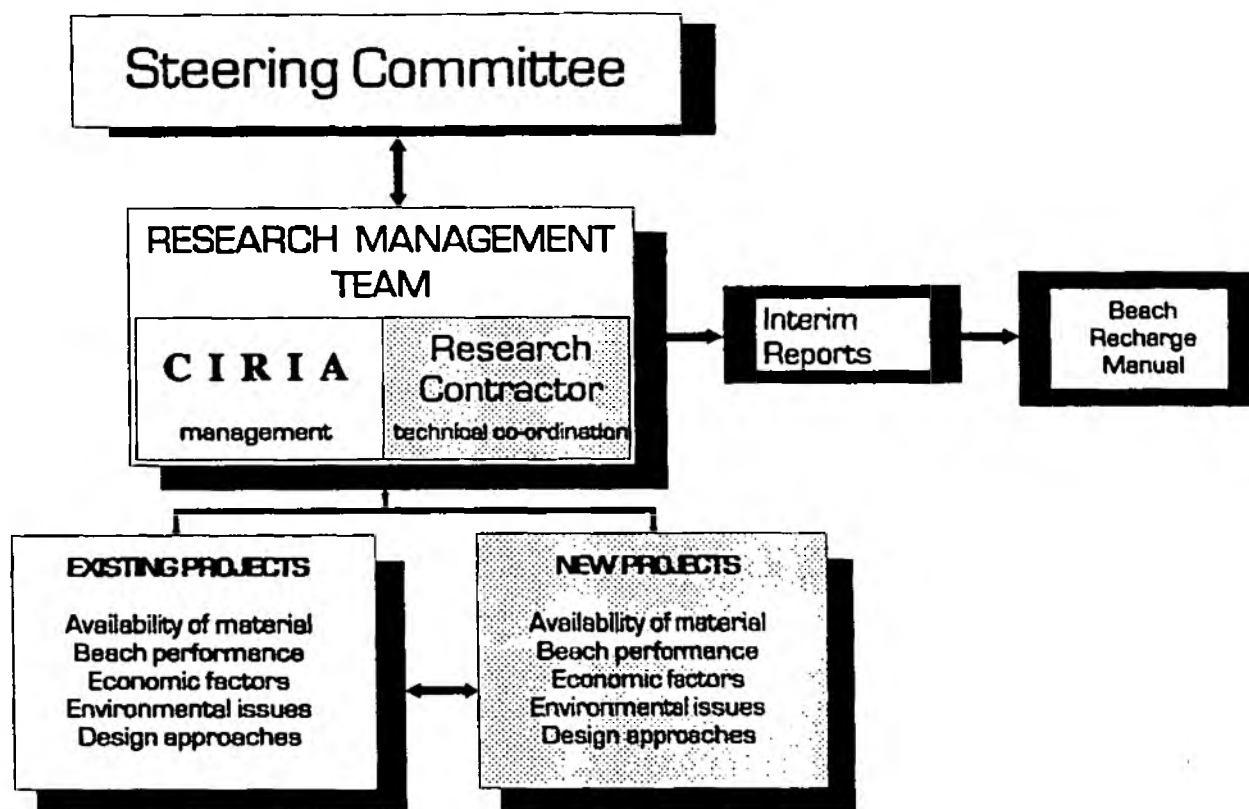 Steering Committee
RESEARCH MANAGEMENT
TEAM
CIRIA
management
Research
Contractor
technical co-ordination
Interim
Reports
Beach
Recharge
Manual
EXISTING PROJECTS
Availability of material
Beach performance
Economic factors
Environmental issues
Design approaches
NEW PROJECTS
Availability of material
Beach performance
Economic factors
Environmental issues
Design approaches